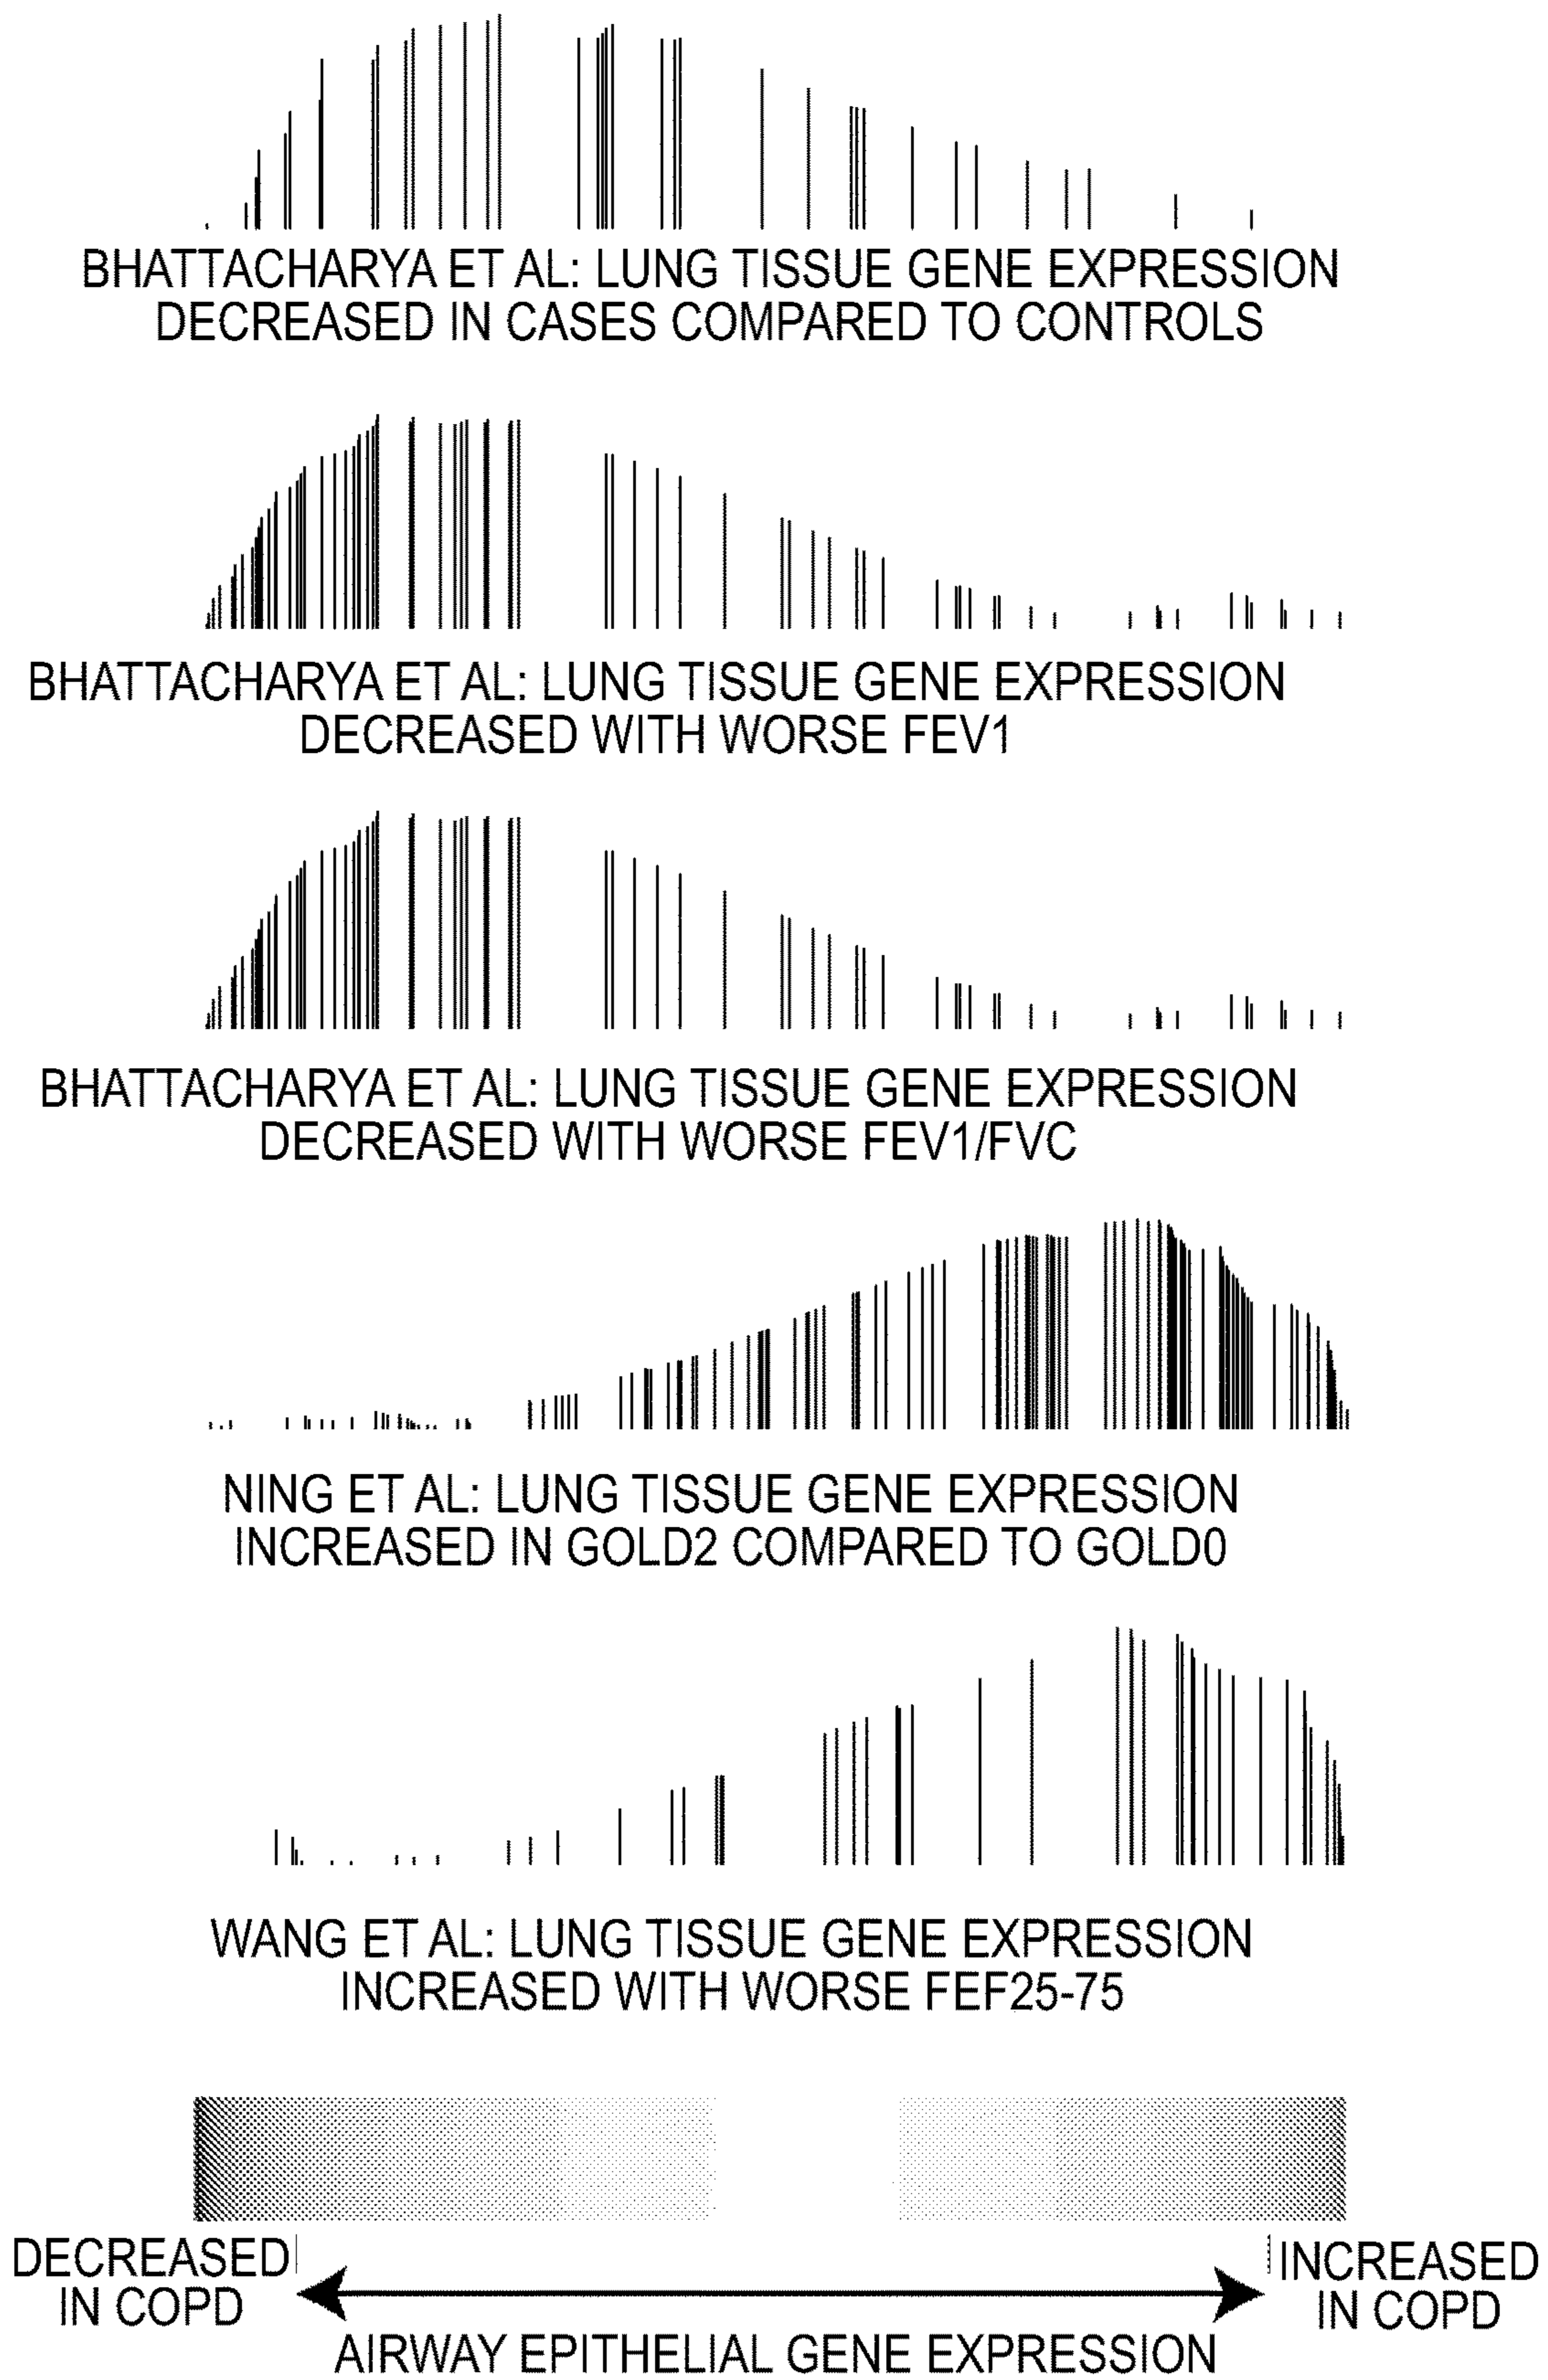 BHATTACHARYA ET AL: LUNG TISSUE GENE EXPRESSION
DECREASED IN CASES COMPARED TO CONTROLS
BHATTACHARYA ET AL: LUNG TISSUE GENE EXPRESSION
DECREASED WITH WORSE FEV1
BHATTACHARYA ET AL: LUNG TISSUE GENE EXPRESSION
DECREASED WITH WORSE FEV1/FVC
NING ET AL: LUNG TISSUE GENE EXPRESSION
INCREASED IN GOLD2 COMPARED TO GOLD0
WANG ET AL: LUNG TISSUE GENE EXPRESSION
INCREASED WITH WORSE FEF25-75
DECREASED
IN COPD
INCREASED
IN COPD
AIRWAY EPITHELIAL GENE EXPRESSION